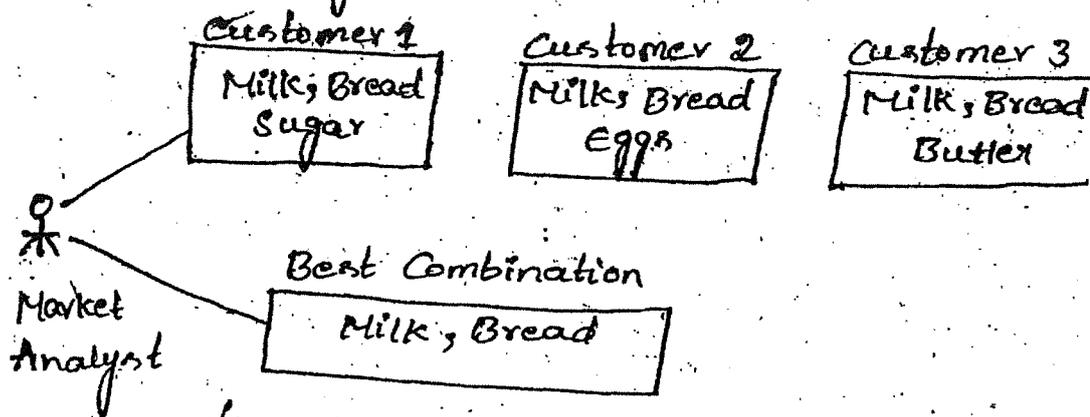 Customer 1
Customer 2
Customer 3
Milk, Bread
Sugar
Milk, Bread
Eggs
Milk, Bread
Butter
Best Combination
Milk, Bread
Market
Analyst